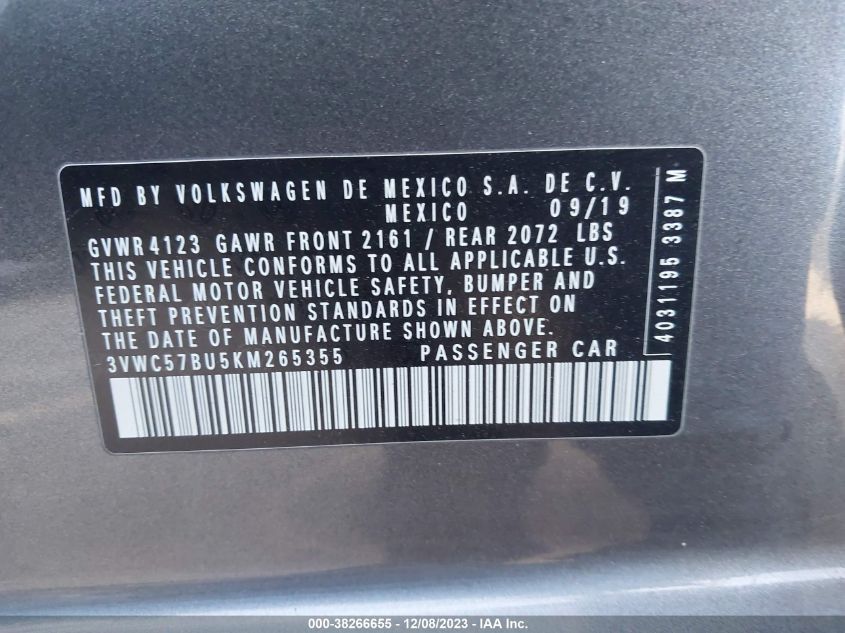 MFD BY VOLKSWAGEN DE MEXICO S.A. DE C.V.
MEXICO 09/19
GVWR 4123 GAWR FRONT 2161 / REAR 2072 LBS
THIS VEHICLE CONFORMS TO ALL APPLICABLE U.S.
FEDERAL MOTOR VEHICLE SAFETY, BUMPER AND
THEFT PREVENTION STANDARDS IN EFFECT ON
THE DATE OF MANUFACTURE SHOWN ABOVE.
3VWC57BU5KM265355 PASSENGER CAR
4031195 3387 M
000-38266655 - 12/08/2023 - IAA Inc.